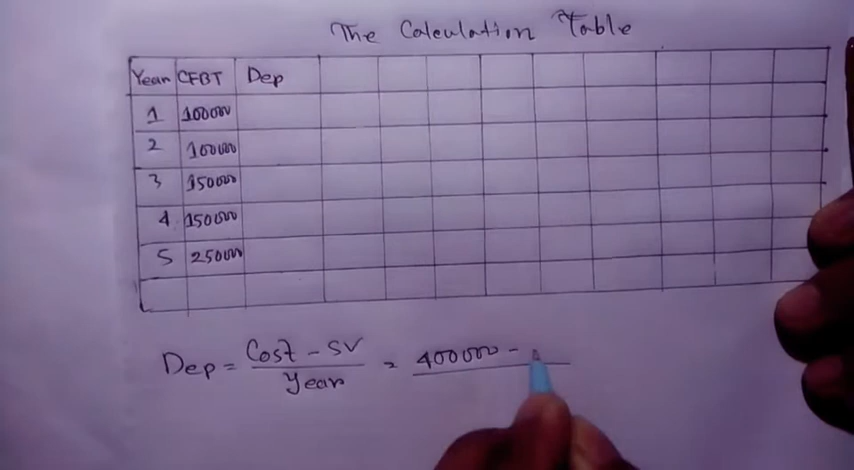 The Calculation Table
Year CFBT Dep
1 100000
2 100000
3 150000
4 150000
5 250000
Dep = Cost - SV / Year = 400000 -